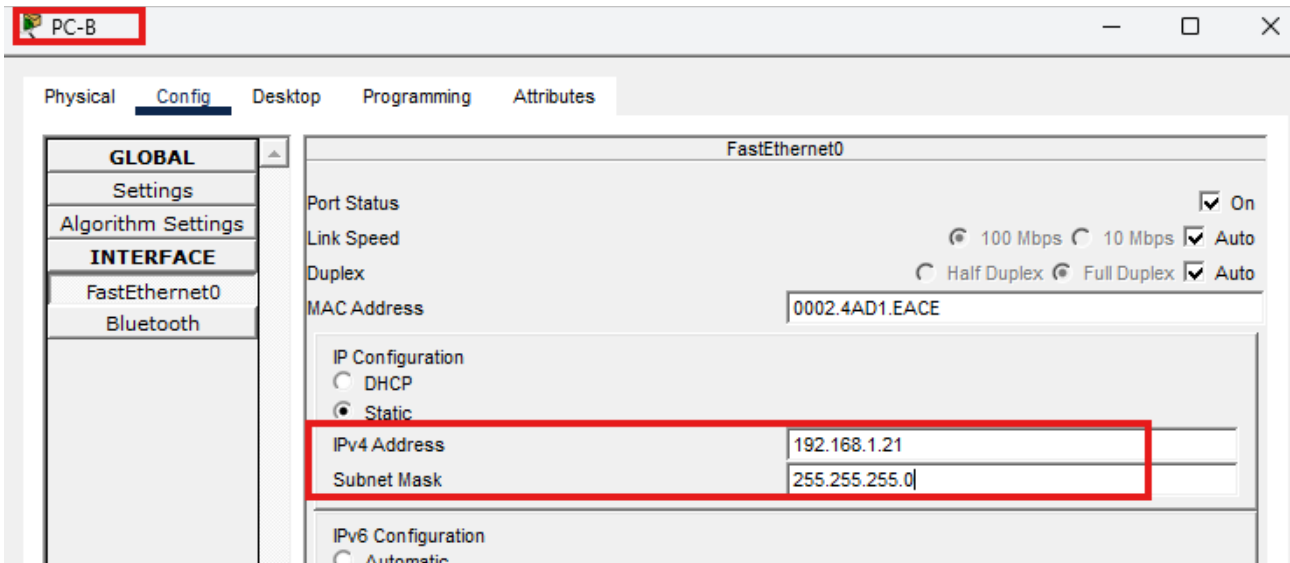 PC-B
Physical Config Desktop Programming Attributes
GLOBAL
Settings
Algorithm Settings
INTERFACE
FastEthernet0
Bluetooth
FastEthernet0
Port Status On
Link Speed 100 Mbps 10 Mbps Auto
Duplex Half Duplex Full Duplex Auto
MAC Address 0002.4AD1.EACE
IP Configuration
DHCP
Static
IPv4 Address 192.168.1.21
Subnet Mask 255.255.255.0
IPv6 Configuration
Automatic